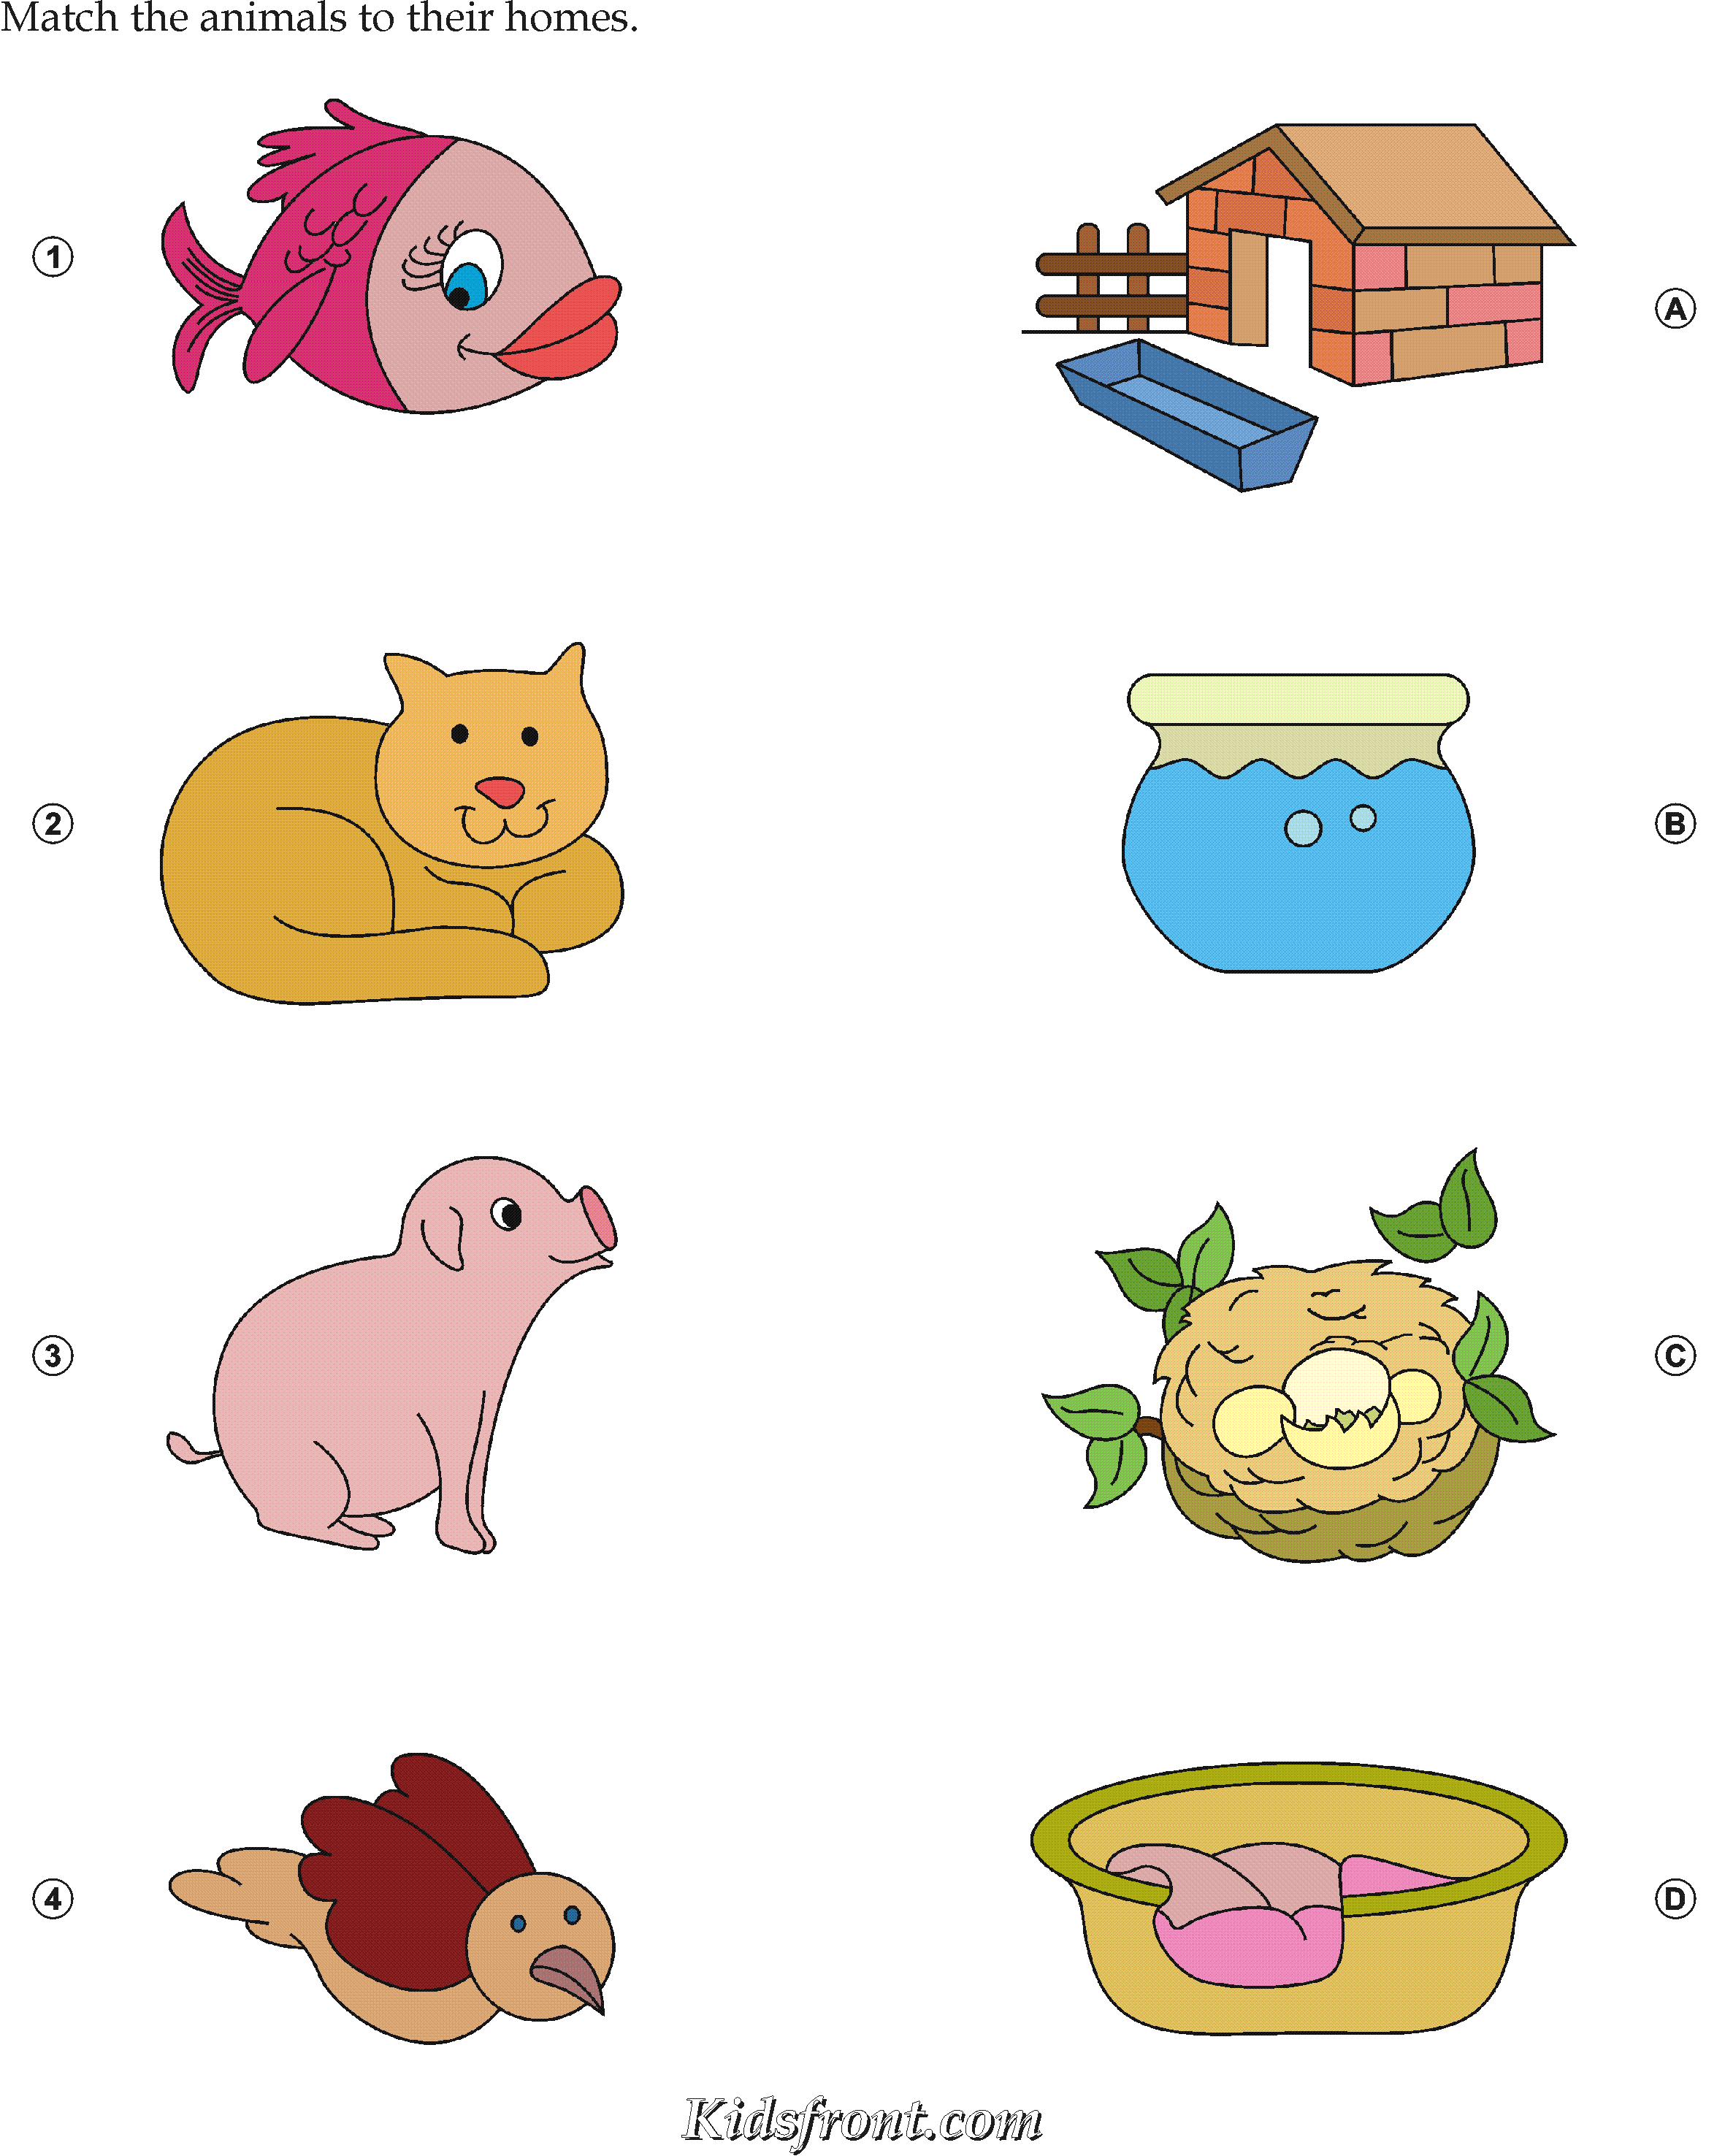 Match the animals to their homes.
1
A
2
B
3
C
4
D
Kidsfront.com